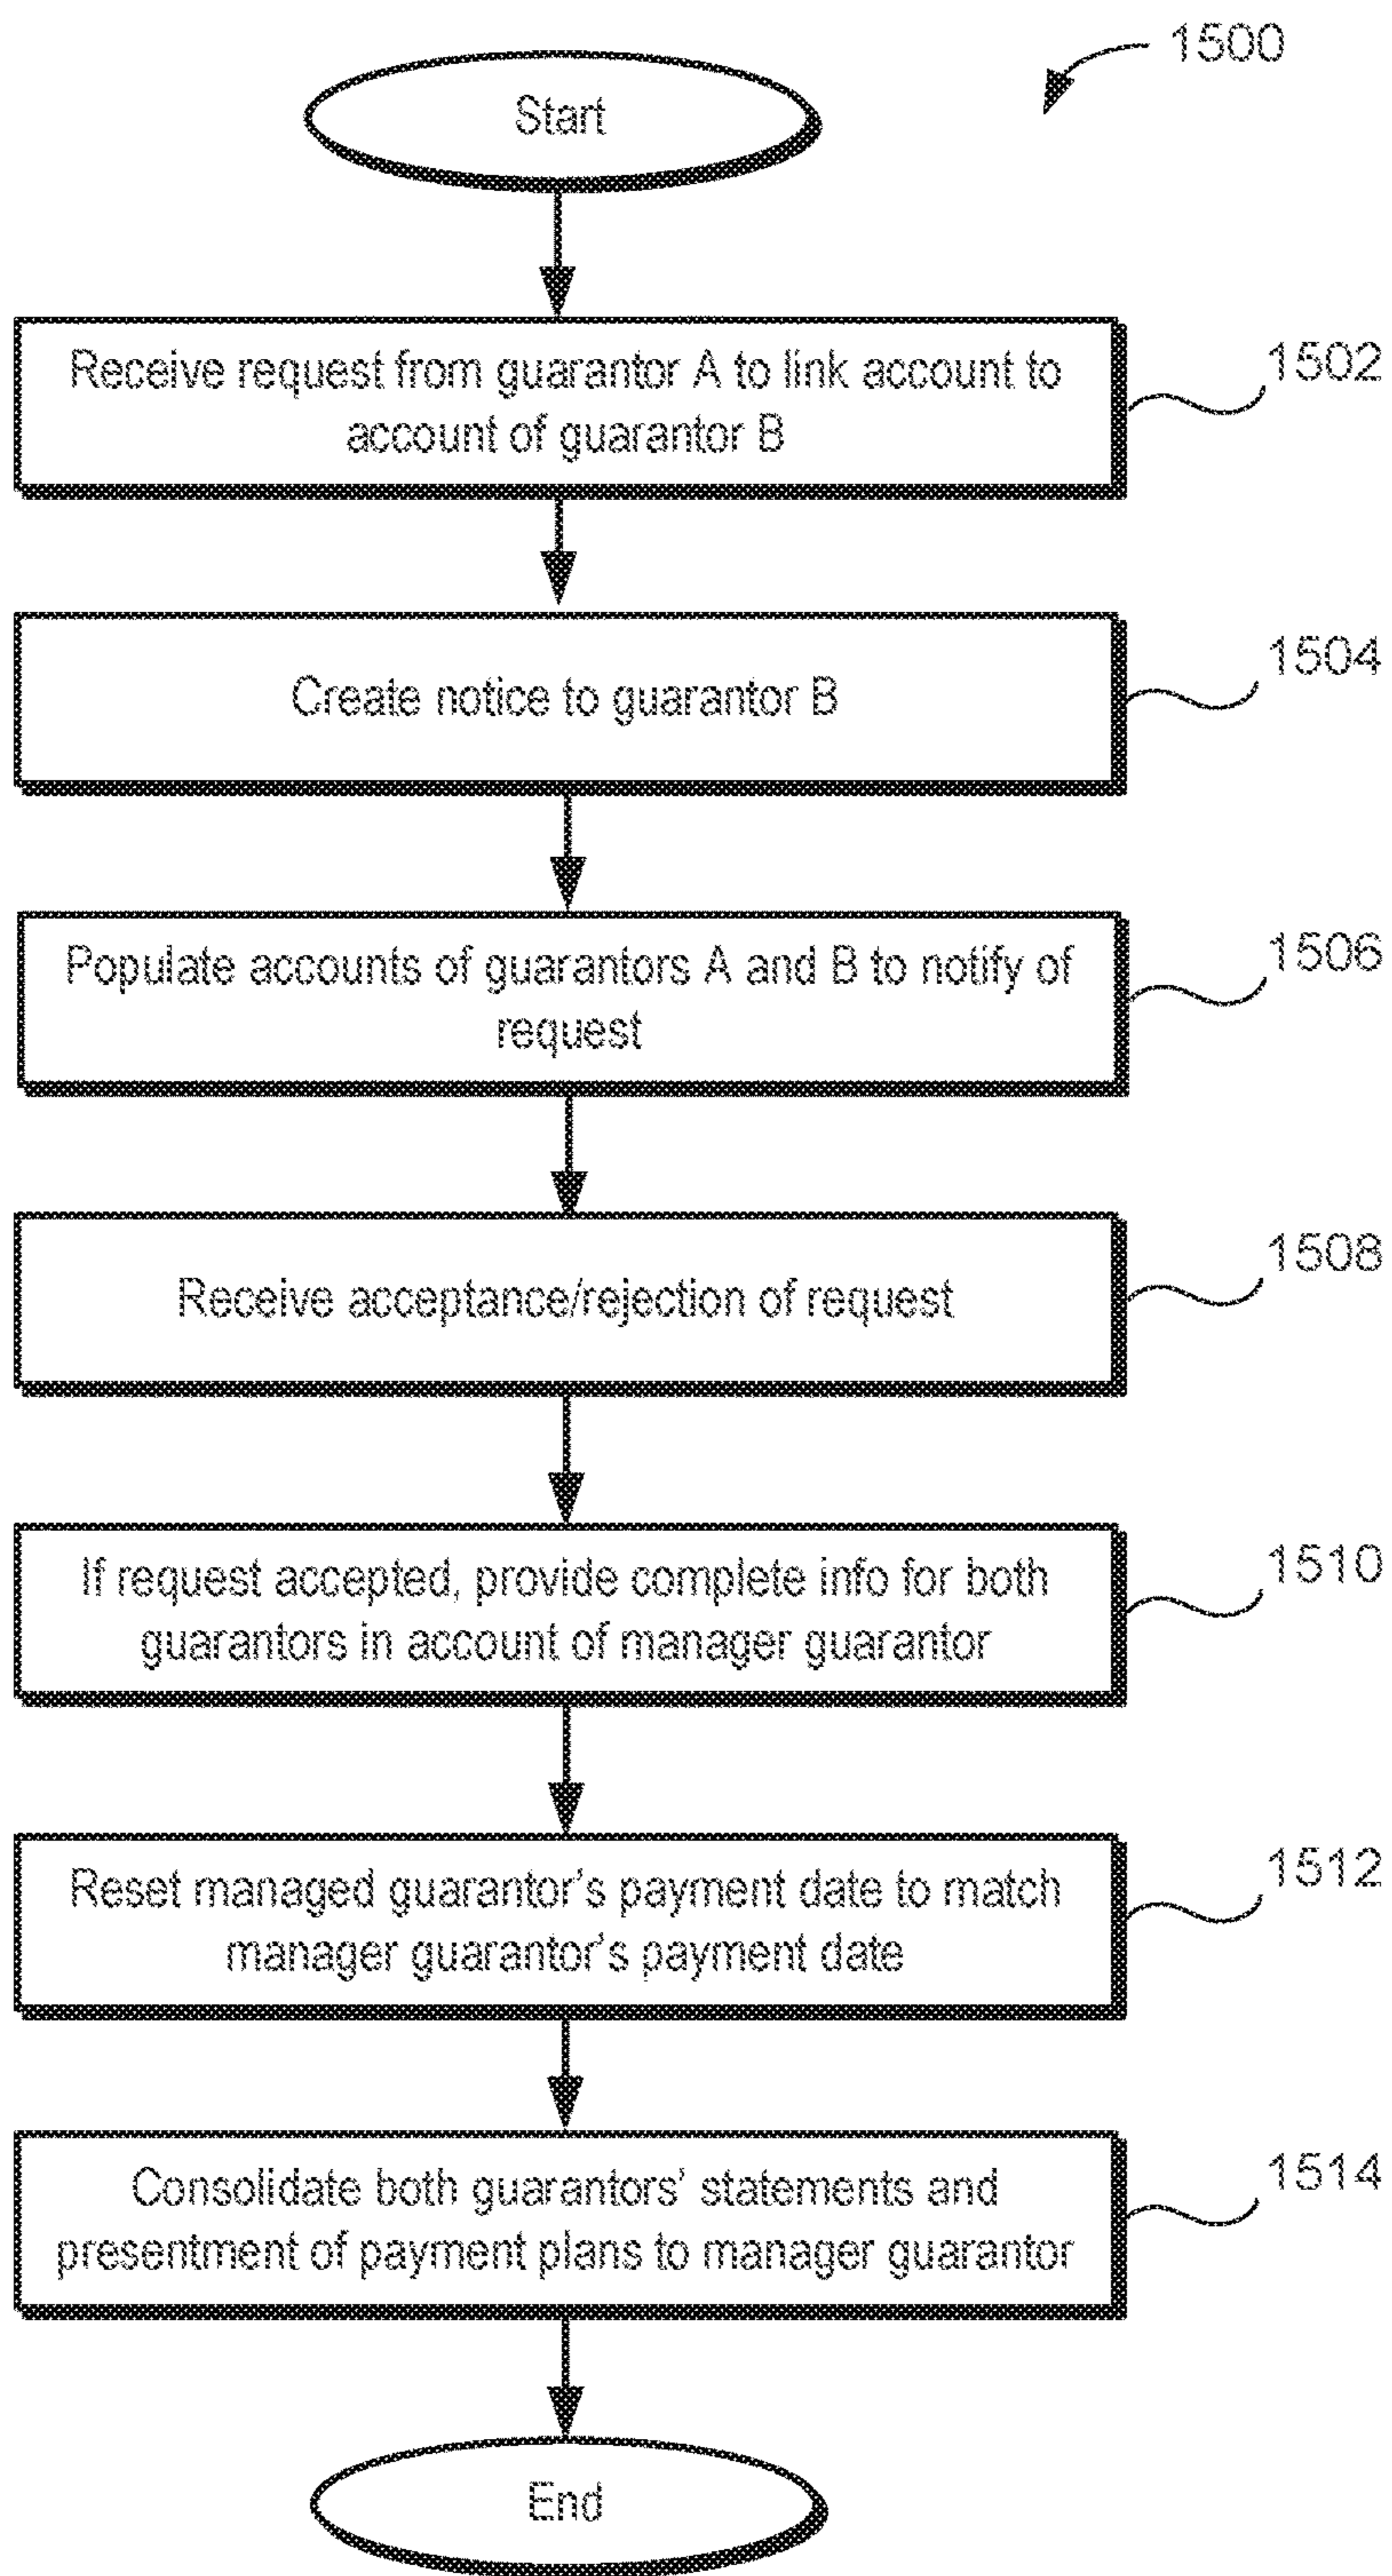 1500
Start
Receive request from guarantor A to link account to
account of guarantor B
1502
Create notice to guarantor B
1504
Populate accounts of guarantors A and B to notify of
request
1506
Receive acceptance/rejection of request
1508
If request accepted, provide complete info for both
guarantors in account of manager guarantor
1510
Reset managed guarantor's payment date to match
manager guarantor's payment date
1512
Consolidate both guarantors' statements and
presentment of payment plans to manager guarantor
1514
End